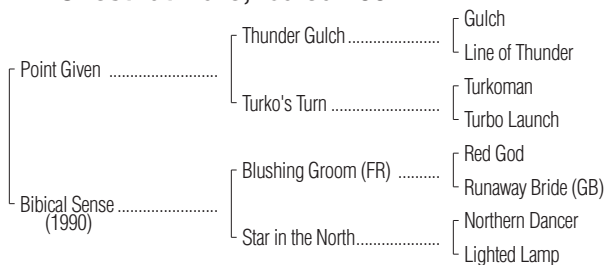 Point Given
Bibical Sense
(1990)
Thunder Gulch
Turko's Turn
Blushing Groom (FR)
Star in the North
Gulch
Line of Thunder
Turkoman
Turbo Launch
Red God
Runaway Bride (GB)
Northern Dancer
Lighted Lamp